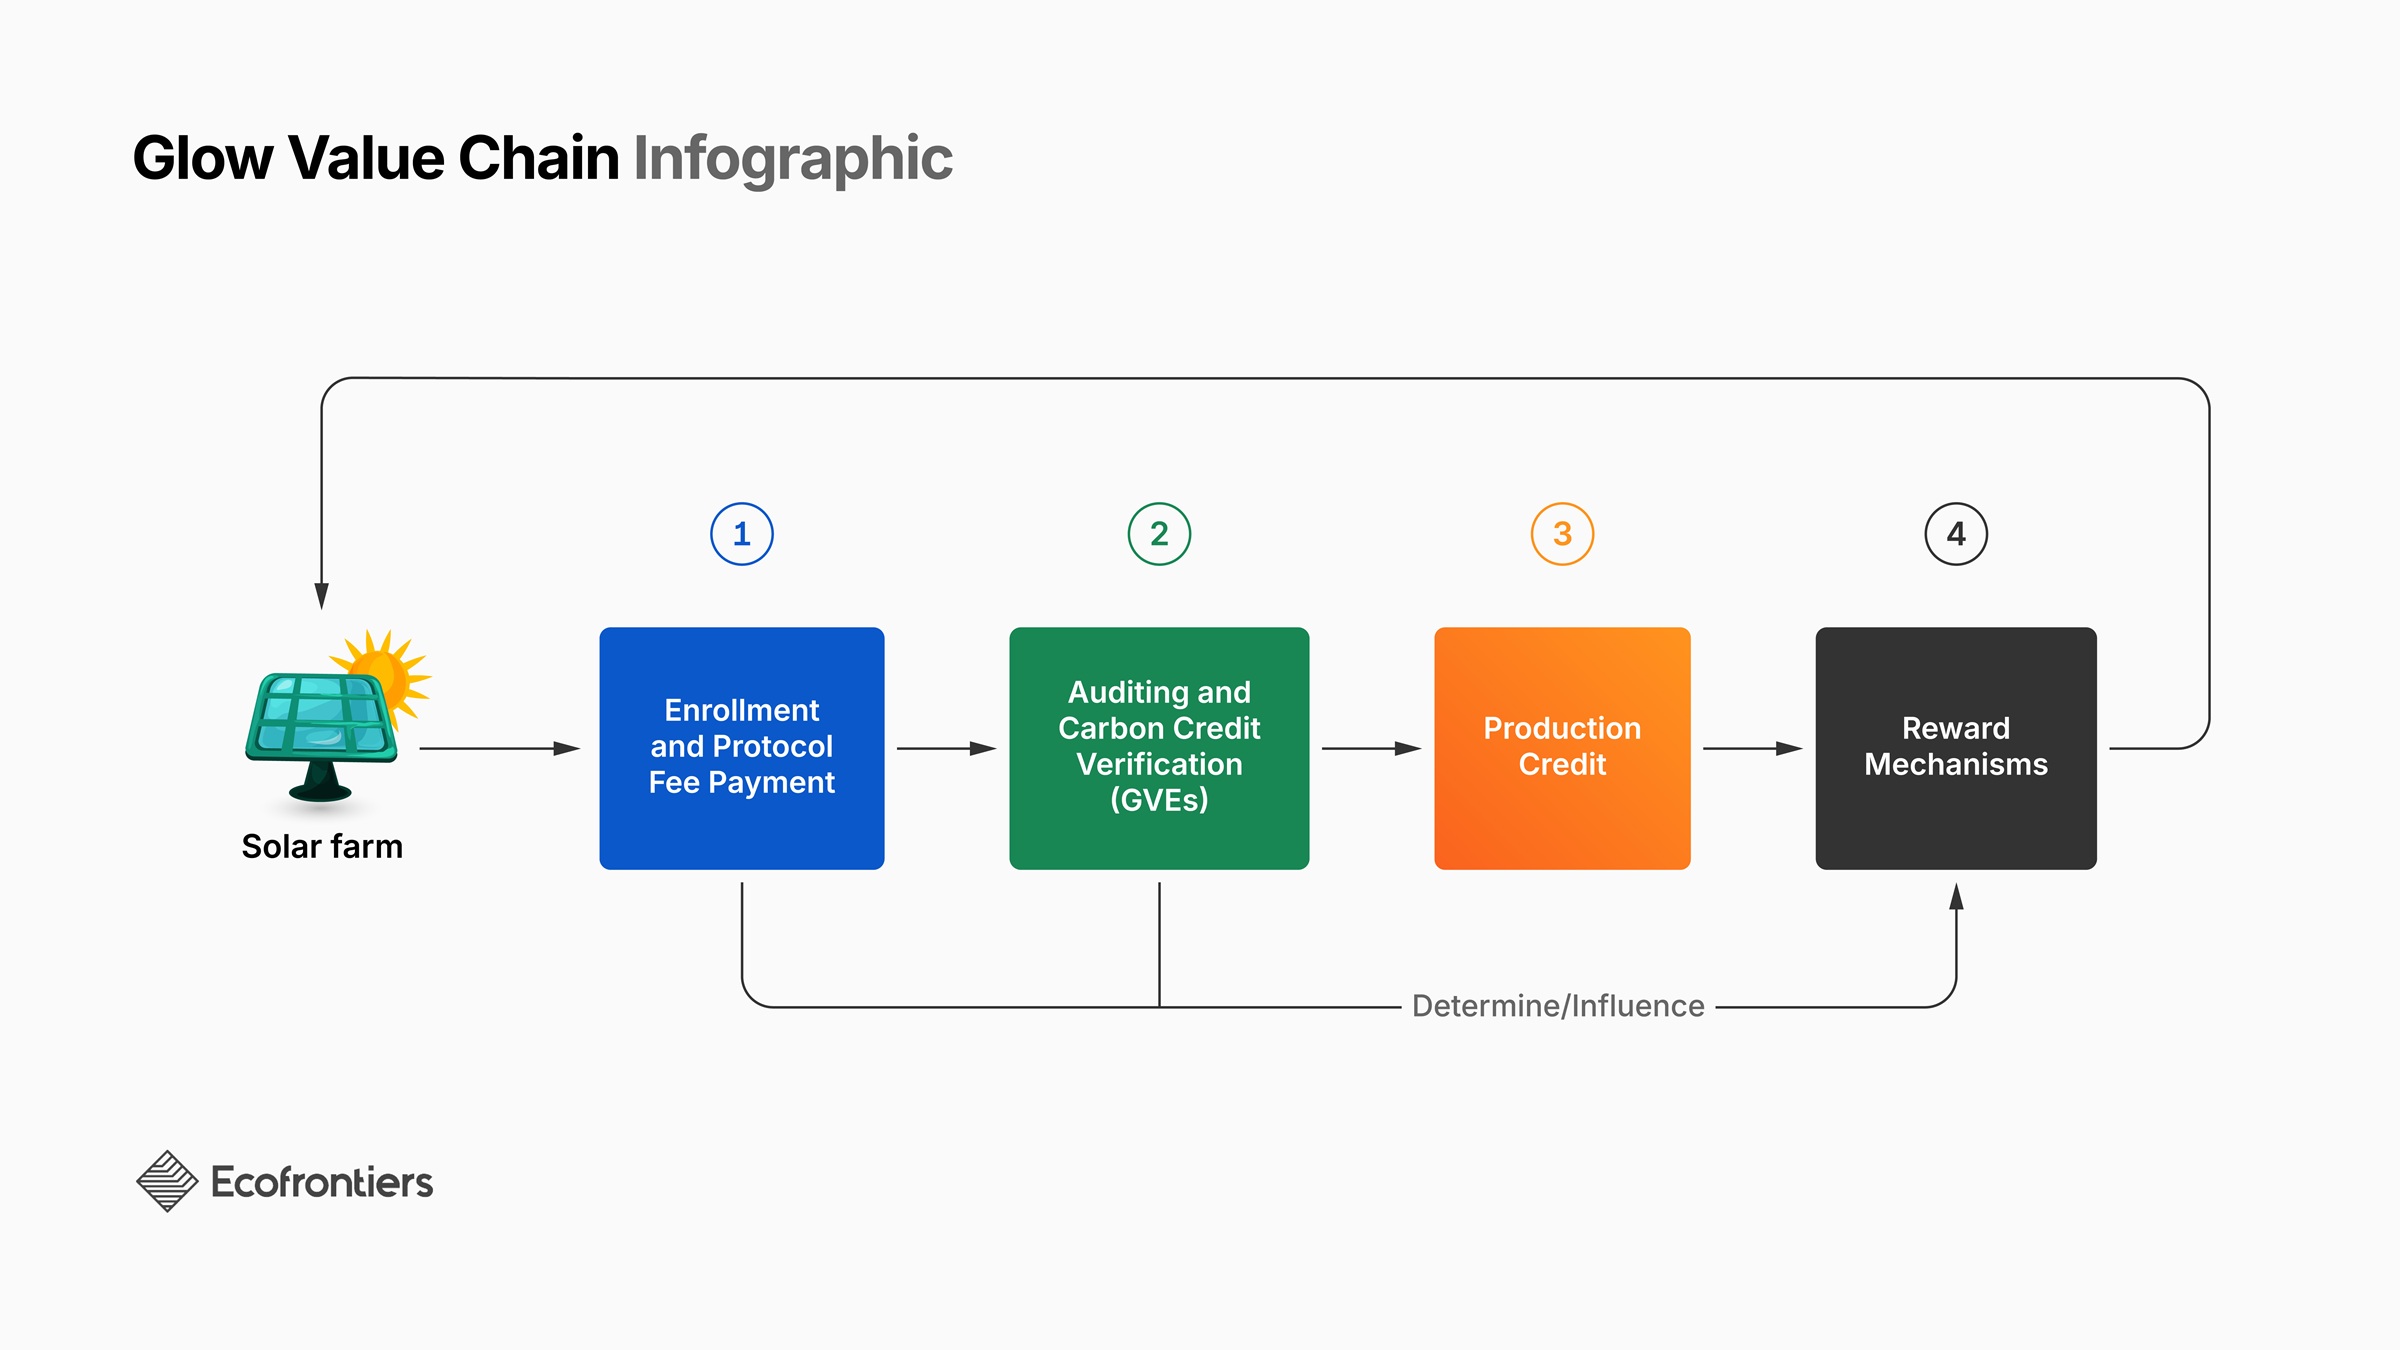 Glow Value Chain Infographic
1
2
3
4
Solar farm
Enrollment
and Protocol
Fee Payment
Auditing and
Carbon Credit
Verification
(GVEs)
Production
Credit
Reward
Mechanisms
Determine/Influence
Ecofrontiers